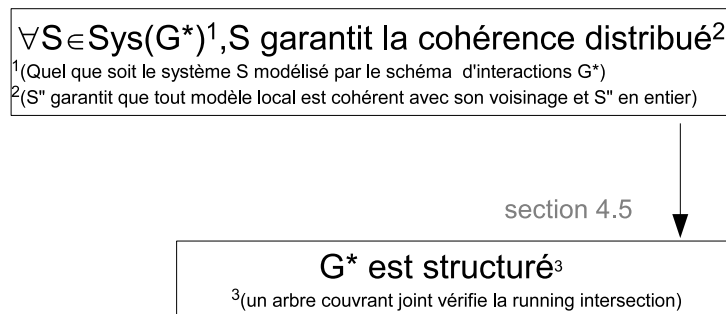 ∀S∈Sys(G*)¹,S garantit la cohérence distribué²
¹(Quel que soit le système S modélisé par le schéma d'interactions G*)
²(S" garantit que tout modèle local est cohérent avec son voisinage et S" en entier)
section 4.5
G* est structuré³
³(un arbre couvrant joint vérifie la running intersection)